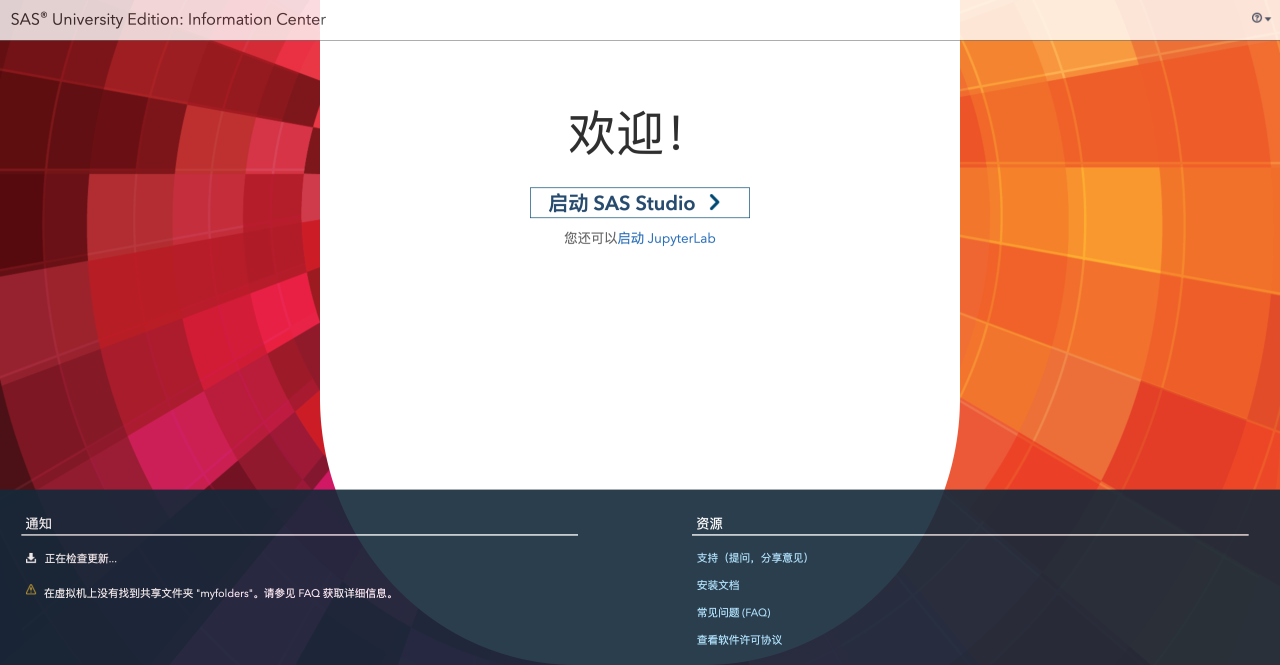 SAS® University Edition: Information Center
欢迎!
启动 SAS Studio
您还可以启动 JupyterLab
通知
正在检查更新...
在虚拟机上没有找到共享文件夹 "myfolders"。请参见 FAQ 获取详细信息。
资源
支持（提问，分享意见）
安装文档
常见问题 (FAQ)
查看软件许可协议